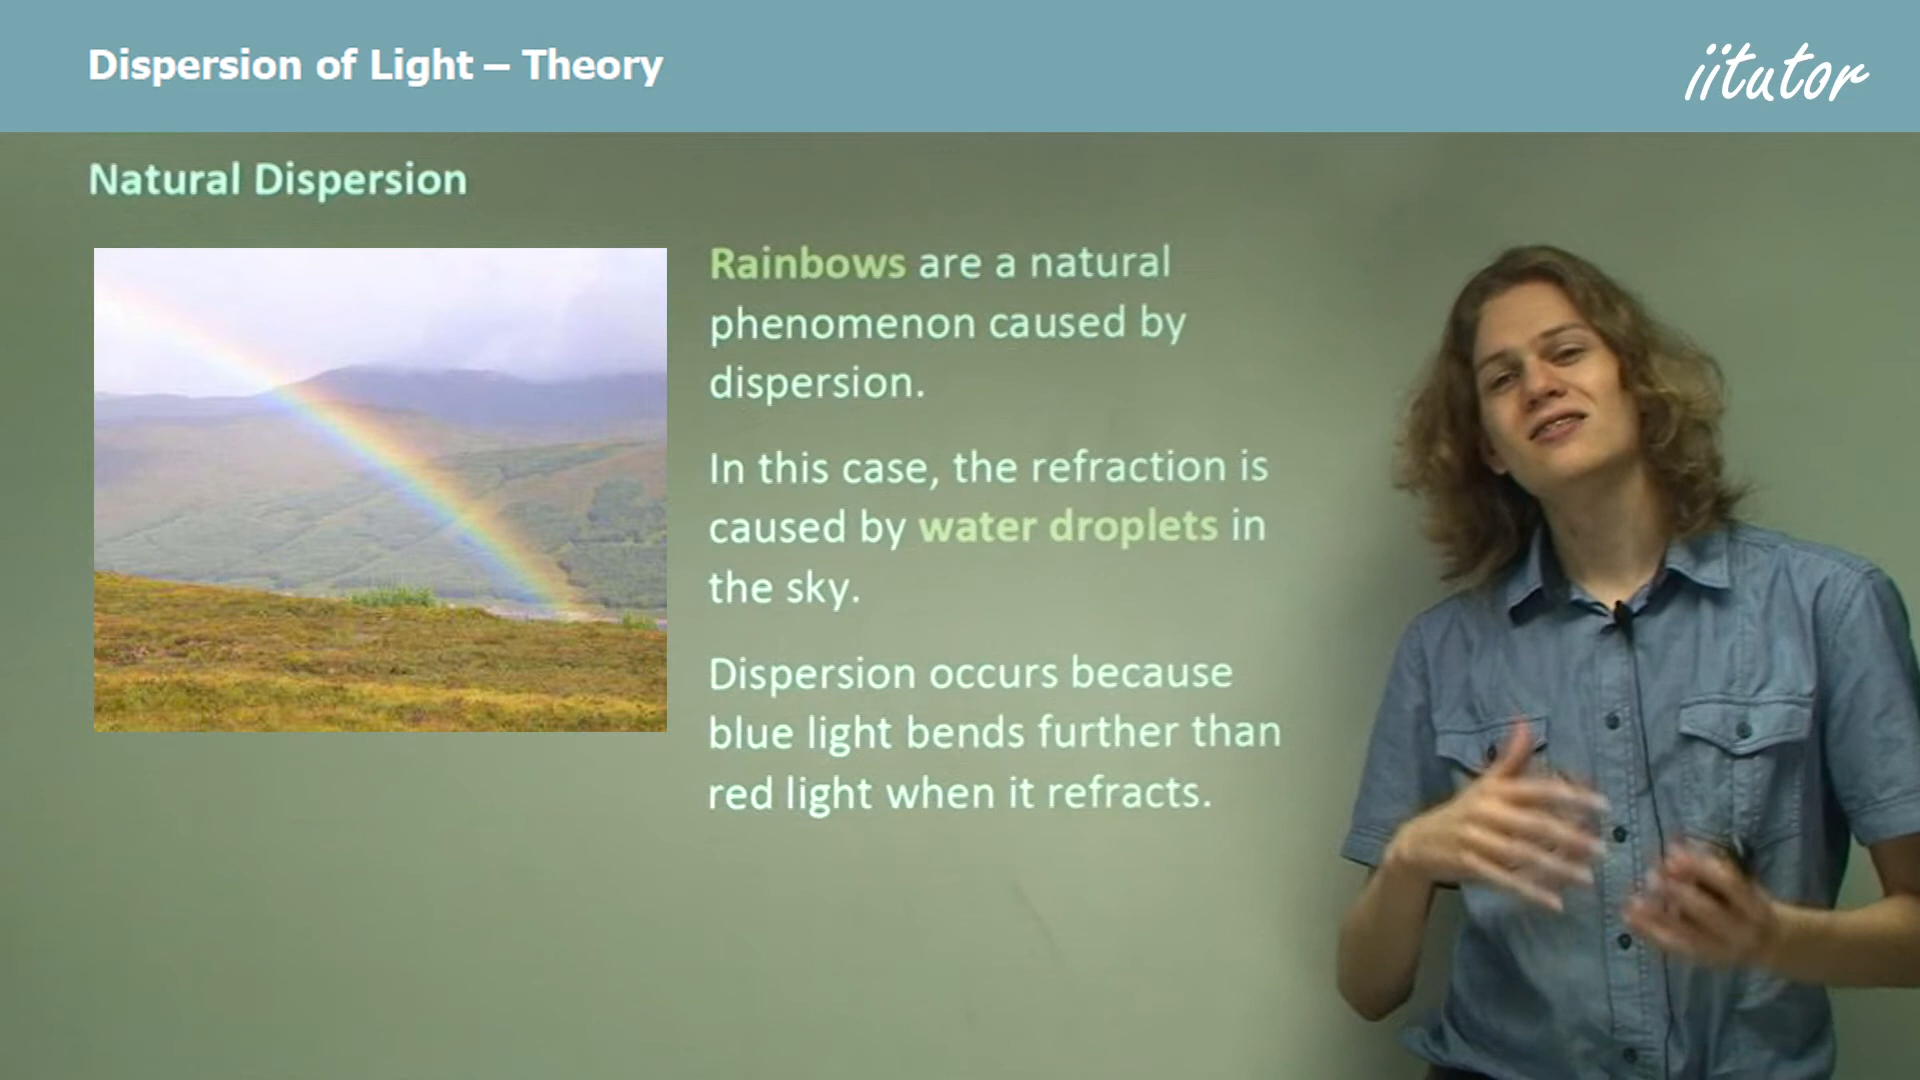 Dispersion of Light – Theory
iitutor
Natural Dispersion
Rainbows are a natural
phenomenon caused by
dispersion.
In this case, the refraction is
caused by water droplets in
the sky.
Dispersion occurs because
blue light bends further than
red light when it refracts.